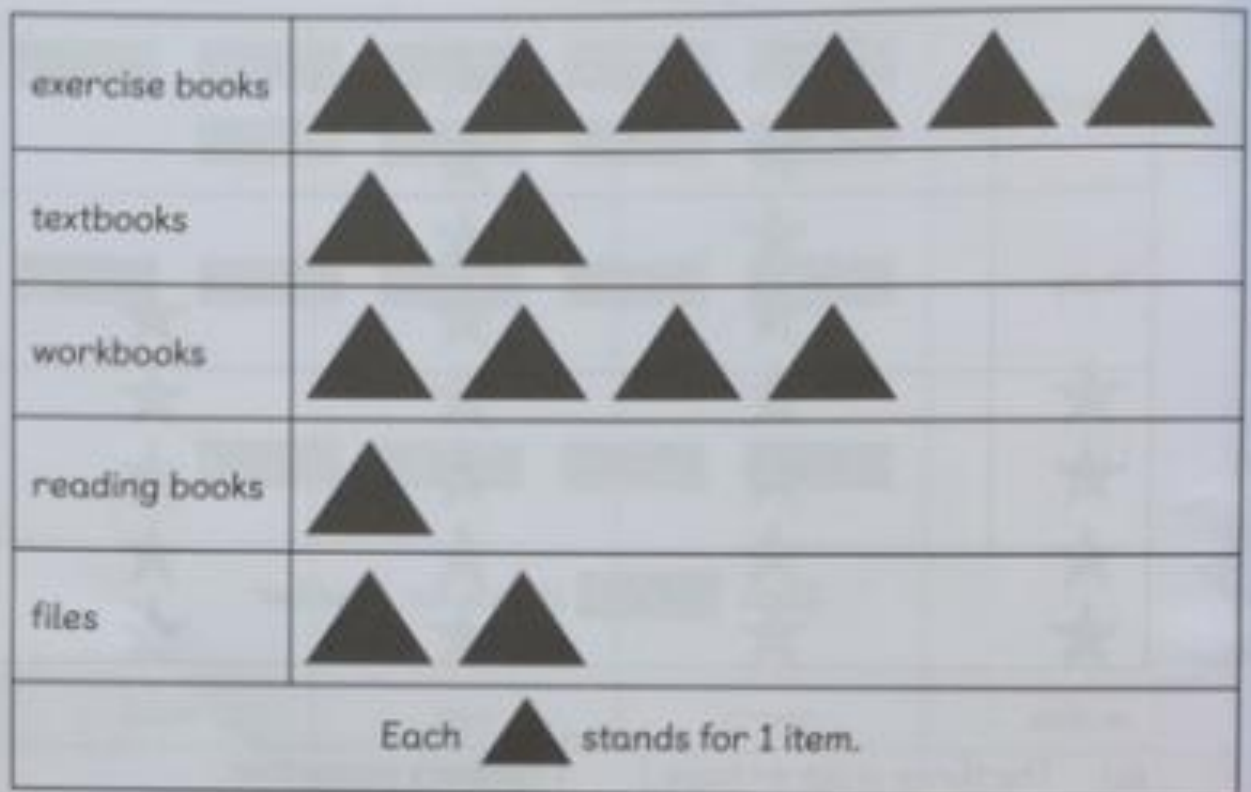 exercise books
textbooks
workbooks
reading books
files
Each stands for 1 item.